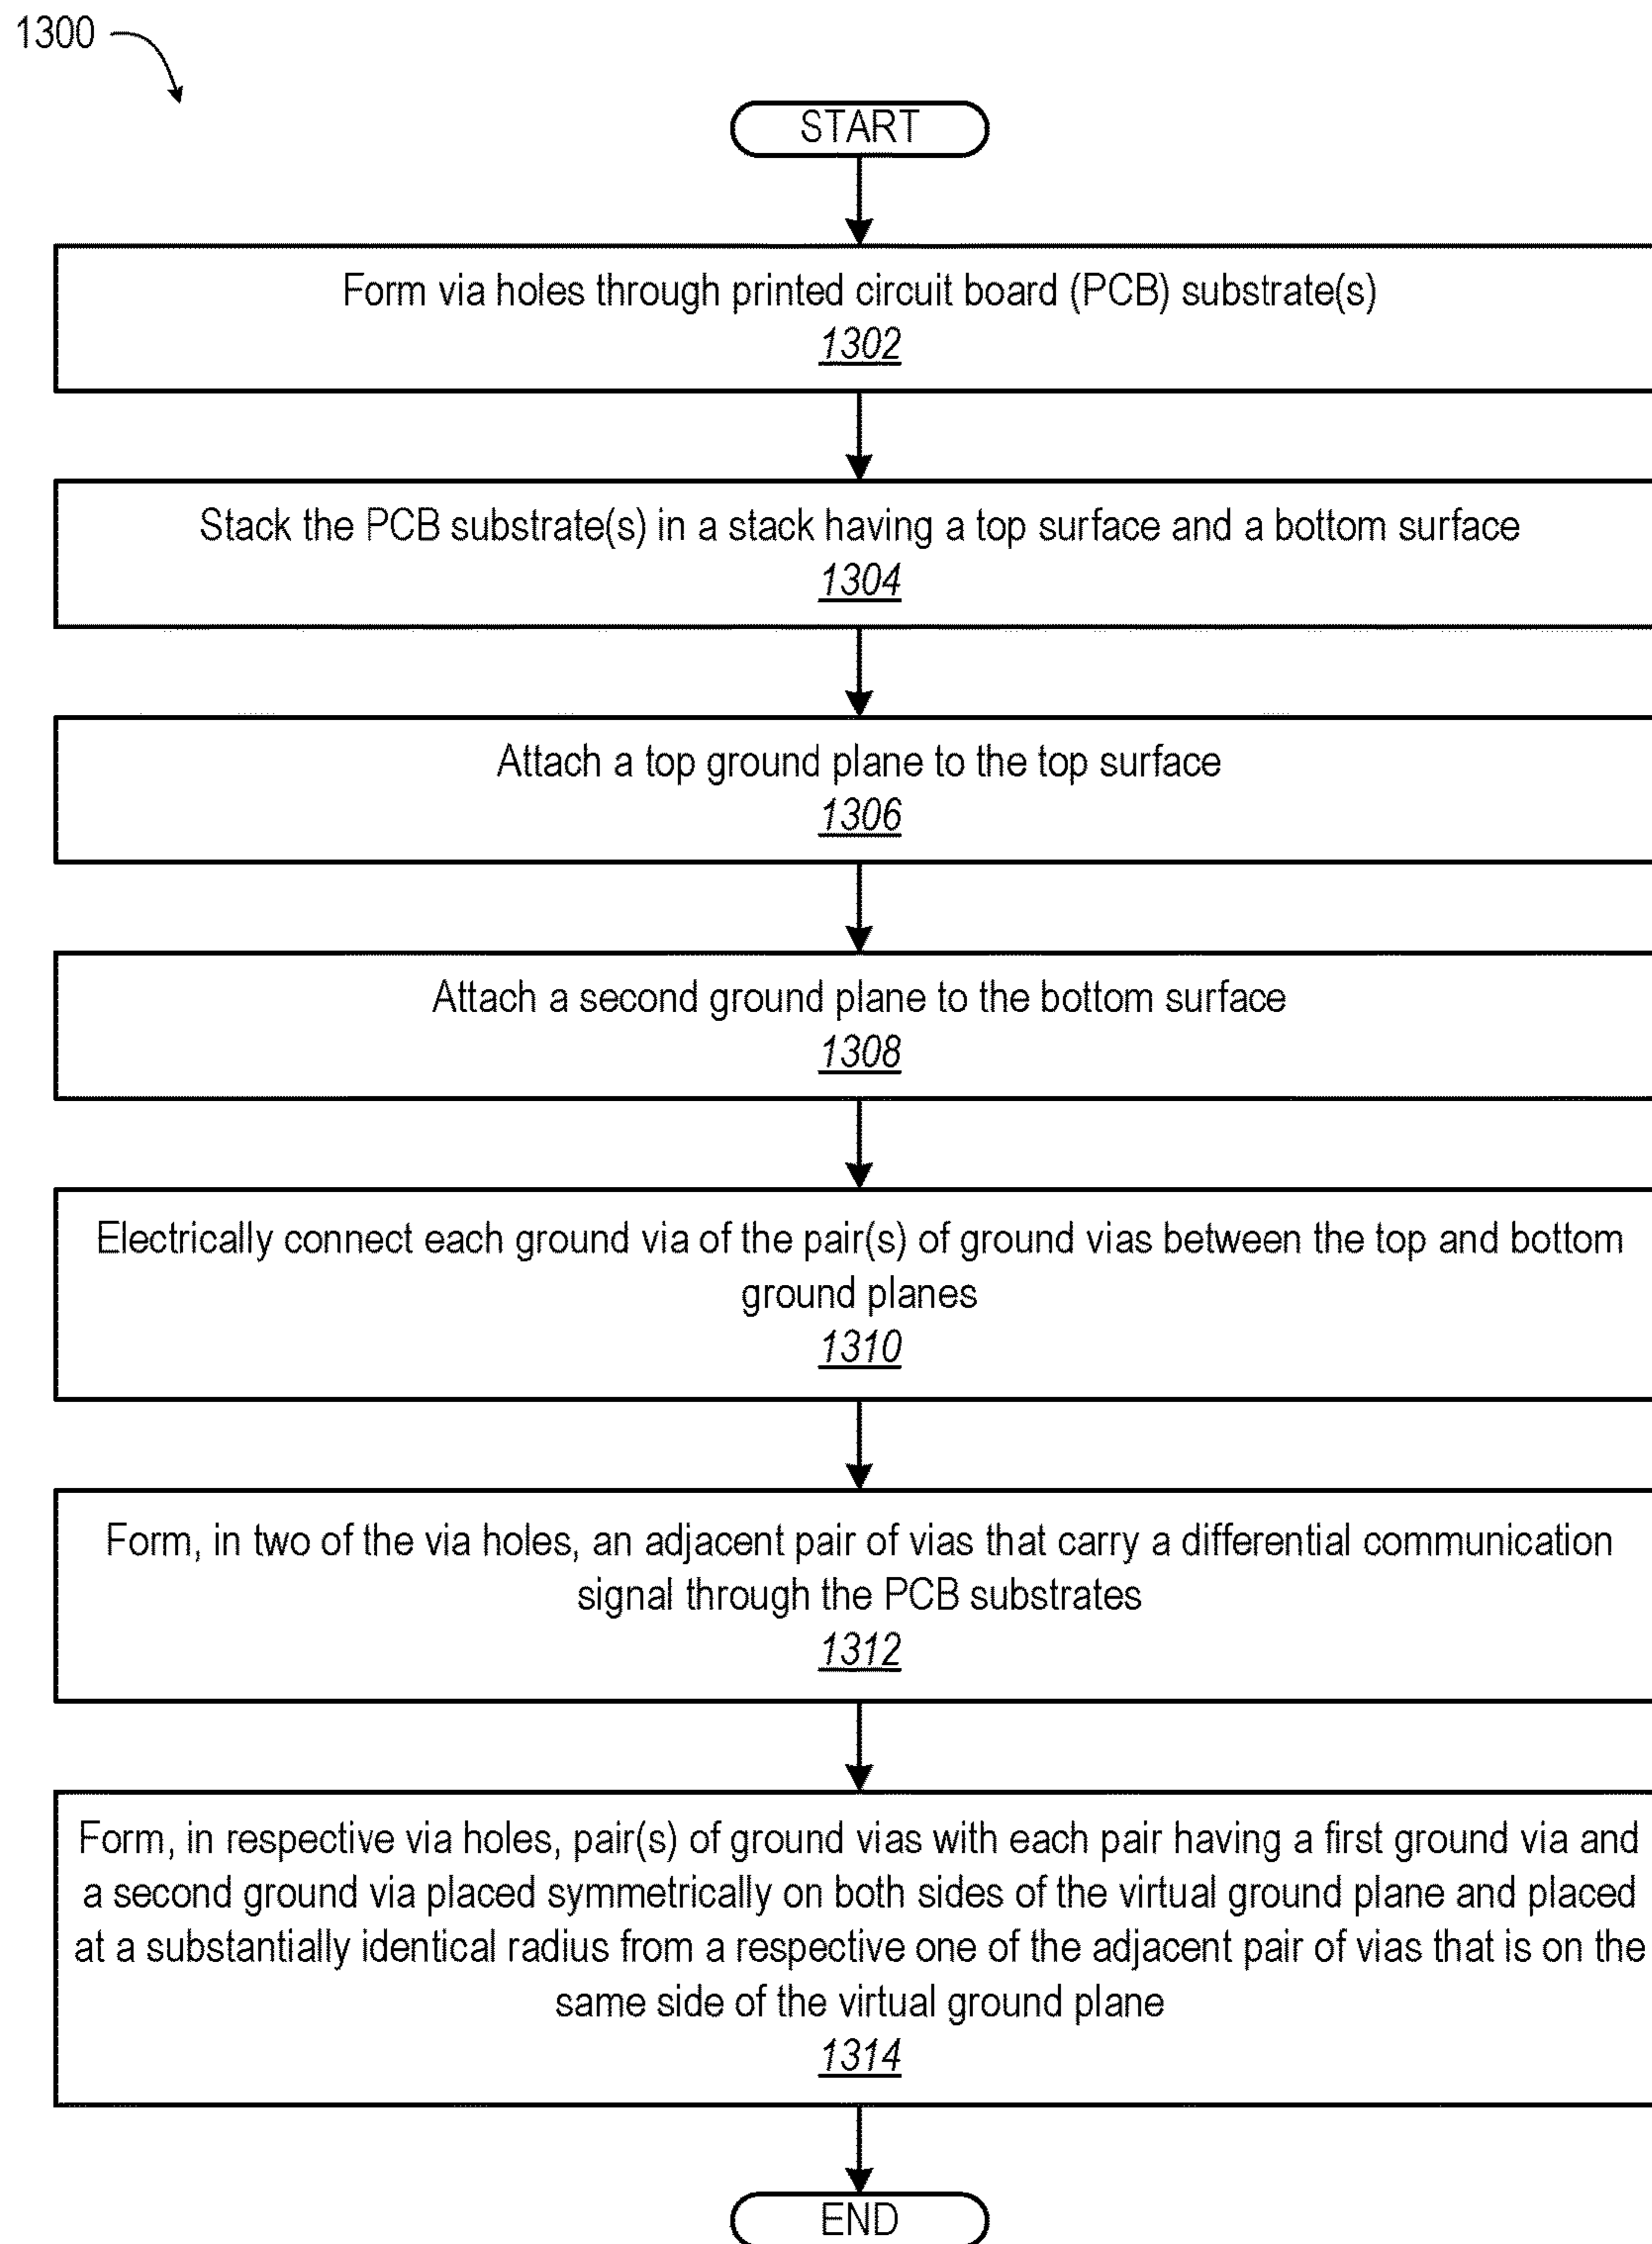 1300
START
Form via holes through printed circuit board (PCB) substrate(s)
1302
Stack the PCB substrate(s) in a stack having a top surface and a bottom surface
1304
Attach a top ground plane to the top surface
1306
Attach a second ground plane to the bottom surface
1308
Electrically connect each ground via of the pair(s) of ground vias between the top and bottom
ground planes
1310
Form, in two of the via holes, an adjacent pair of vias that carry a differential communication
signal through the PCB substrates
1312
Form, in respective via holes, pair(s) of ground vias with each pair having a first ground via and
a second ground via placed symmetrically on both sides of the virtual ground plane and placed
at a substantially identical radius from a respective one of the adjacent pair of vias that is on the
same side of the virtual ground plane
1314
END